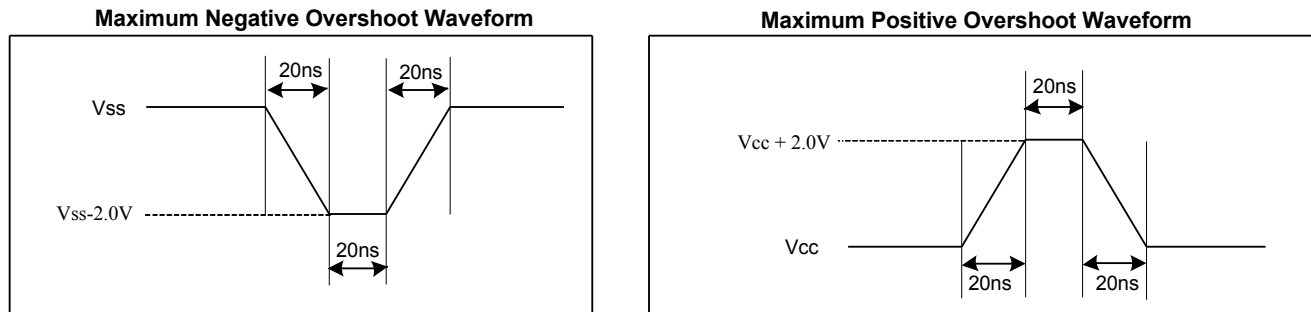 Maximum Negative Overshoot Waveform
20ns
20ns
Vss
Vss-2.0V
20ns
Maximum Positive Overshoot Waveform
20ns
Vcc + 2.0V
Vcc
20ns
20ns